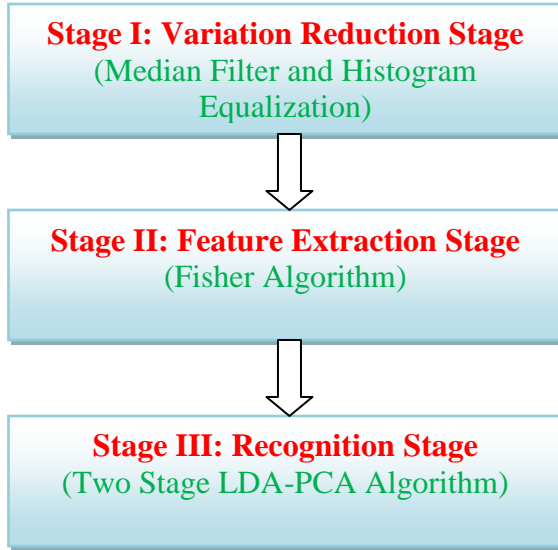 Stage I: Variation Reduction Stage
(Median Filter and Histogram
Equalization)
Stage II: Feature Extraction Stage
(Fisher Algorithm)
Stage III: Recognition Stage
(Two Stage LDA-PCA Algorithm)